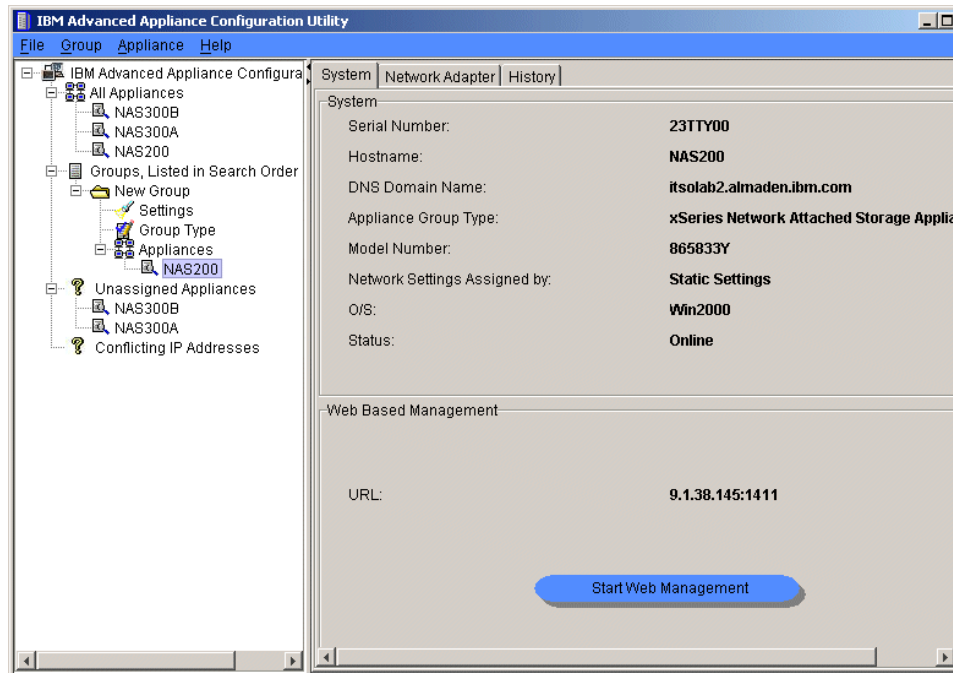 IBM Advanced Appliance Configuration Utility
File Group Appliance Help
IBM Advanced Appliance Configura
All Appliances
NAS300B
NAS300A
NAS200
Groups, Listed in Search Order
New Group
Settings
Group Type
Appliances
NAS200
Unassigned Appliances
NAS300B
NAS300A
Conflicting IP Addresses
System Network Adapter History
System
Serial Number: 23TTY00
Hostname: NAS200
DNS Domain Name: itsolab2.almaden.ibm.com
Appliance Group Type: xSeries Network Attached Storage Applia
Model Number: 865833Y
Network Settings Assigned by: Static Settings
O/S: Win2000
Status: Online
Web Based Management
URL: 9.1.38.145:1411
Start Web Management